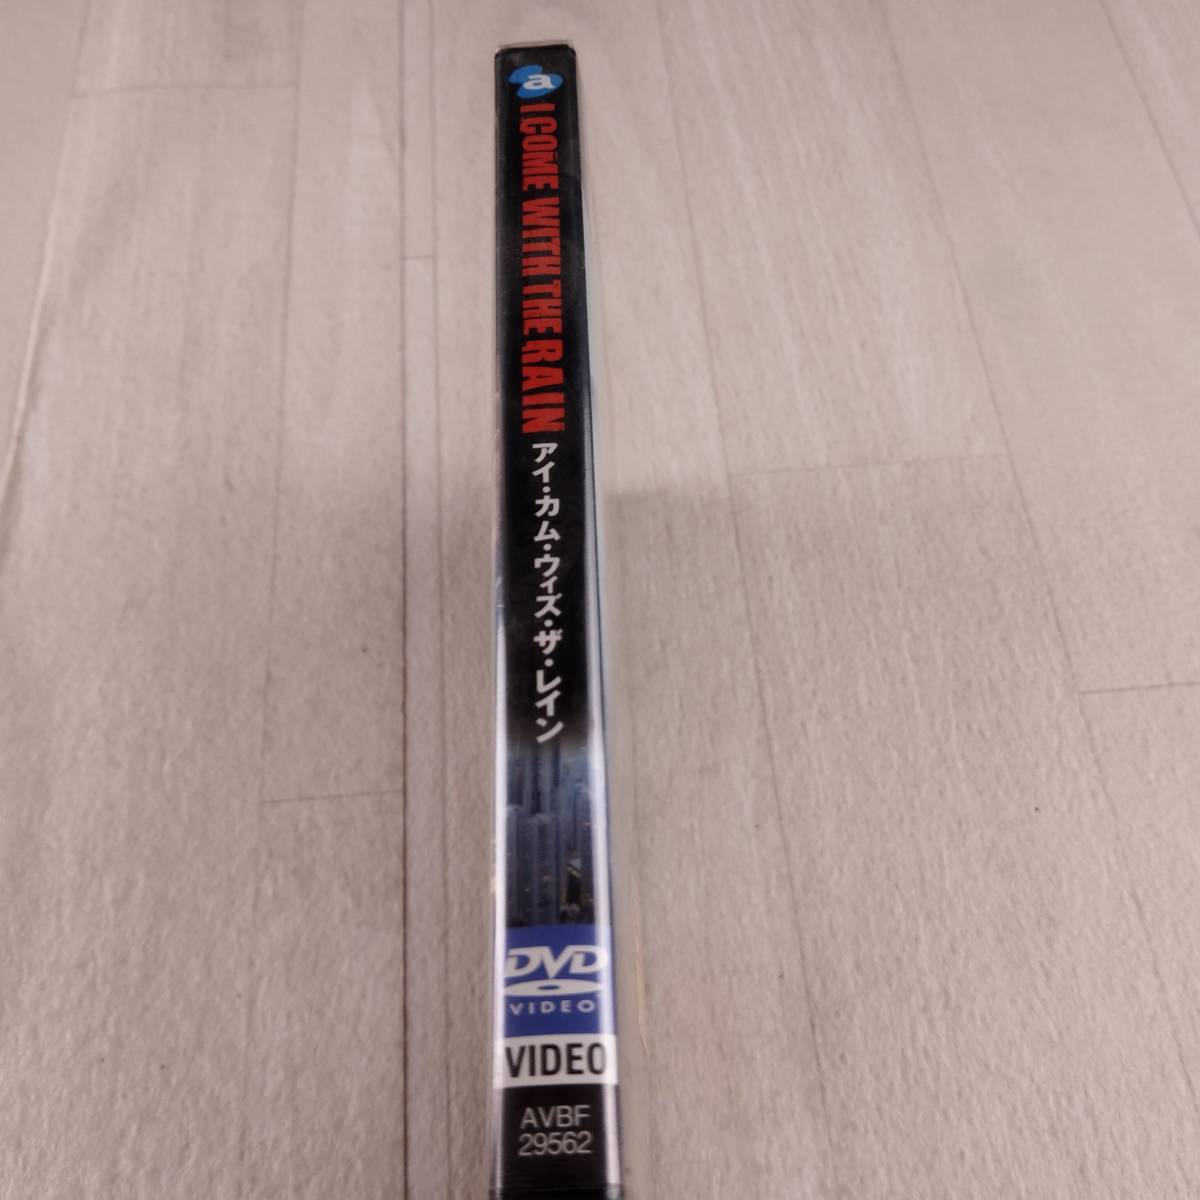 a
I COME WITH THE RAIN
アイ・カム・ウィズ・ザ・レイン
DVD
VIDEO
VIDEO
AVBF
29562